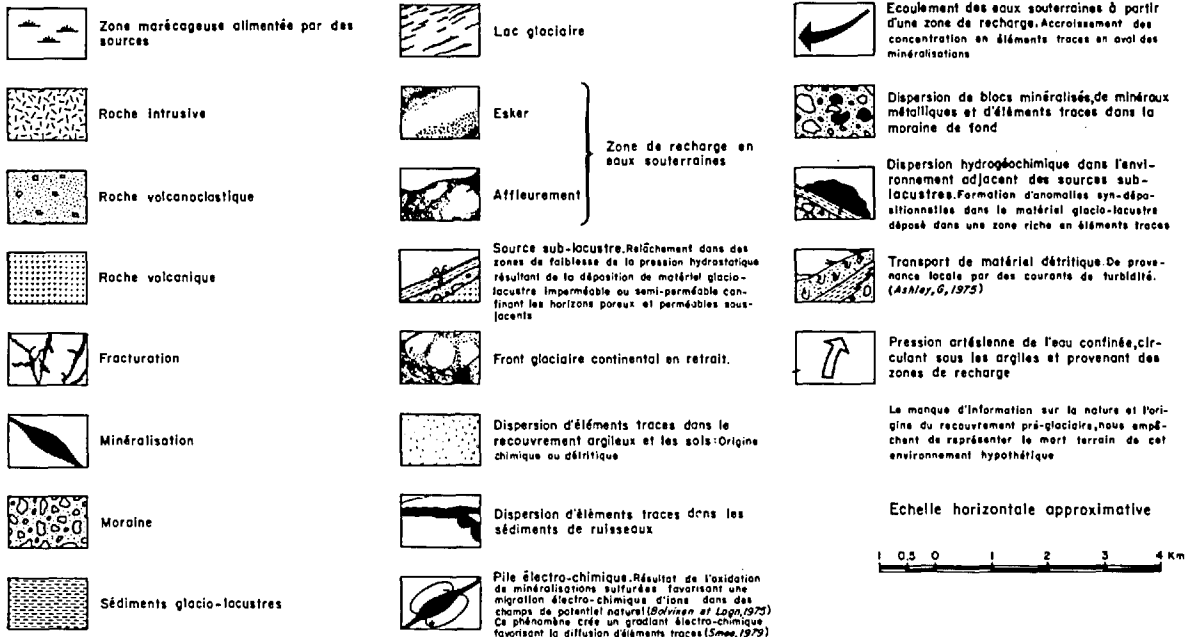 Zone marécageuse alimentée par des
sources
Roche intrusive
Roche volcanoclastique
Roche volcanique
Fracturation
Minéralisation
Moraine
Sédiments glacio-lacustres
Lac glaciaire
Esker
Affleurement
Zone de recharge en
eaux souterraines
Source sub-lacustre. Relâchement dans des
zones de faiblesse de la pression hydrostatique
résultant de la déposition de matériel glacio-
lacustre imperméable ou semi-perméable con-
finant les horizons poreux et perméables sous-
jacents
Front glaciaire continental en retrait.
Dispersion d'éléments traces dans le
recouvrement argileux et les sols: Origine
chimique ou détritique
Dispersion d'éléments traces dans les
sédiments de ruisseaux
Pile électro-chimique. Résultat de l'oxidation
de minéralisations sulfurées favorisant une
migration électro-chimique d'ions dans des
champs de potentiel naturel (Bolviken et Logn, 1975)
Ce phénomène crée un gradiant électro-chimique
favorisant la diffusion d'éléments traces (Smee, 1979)
Ecoulement des eaux souterraines à partir
d'une zone de recharge. Accroissement des
concentration en éléments traces en aval des
minéralisations
Dispersion de blocs minéralisés, de minéraux
métalliques et d'éléments traces dans la
moraine de fond
Dispersion hydrogéochimique dans l'envi-
ronnement adjacent des sources sub-
lacustres. Formation d'anomalies syn-dépo-
sitionnelles dans le matériel glacio-lacustre
déposé dans une zone riche en éléments traces
Transport de matériel détritique. De prove-
nance locale par des courants de turbidité.
(Ashley, G, 1975)
Pression artésienne de l'eau confinée, cir-
culant sous les argiles et provenant des
zones de recharge
Le manque d'information sur la nature et l'ori-
gine du recouvrement pré-glaciaire, nous empê-
chent de représenter le mort terrain de cet
environnement hypothétique
Echelle horizontale approximative
1 0.5 0 1 2 3 4 Km